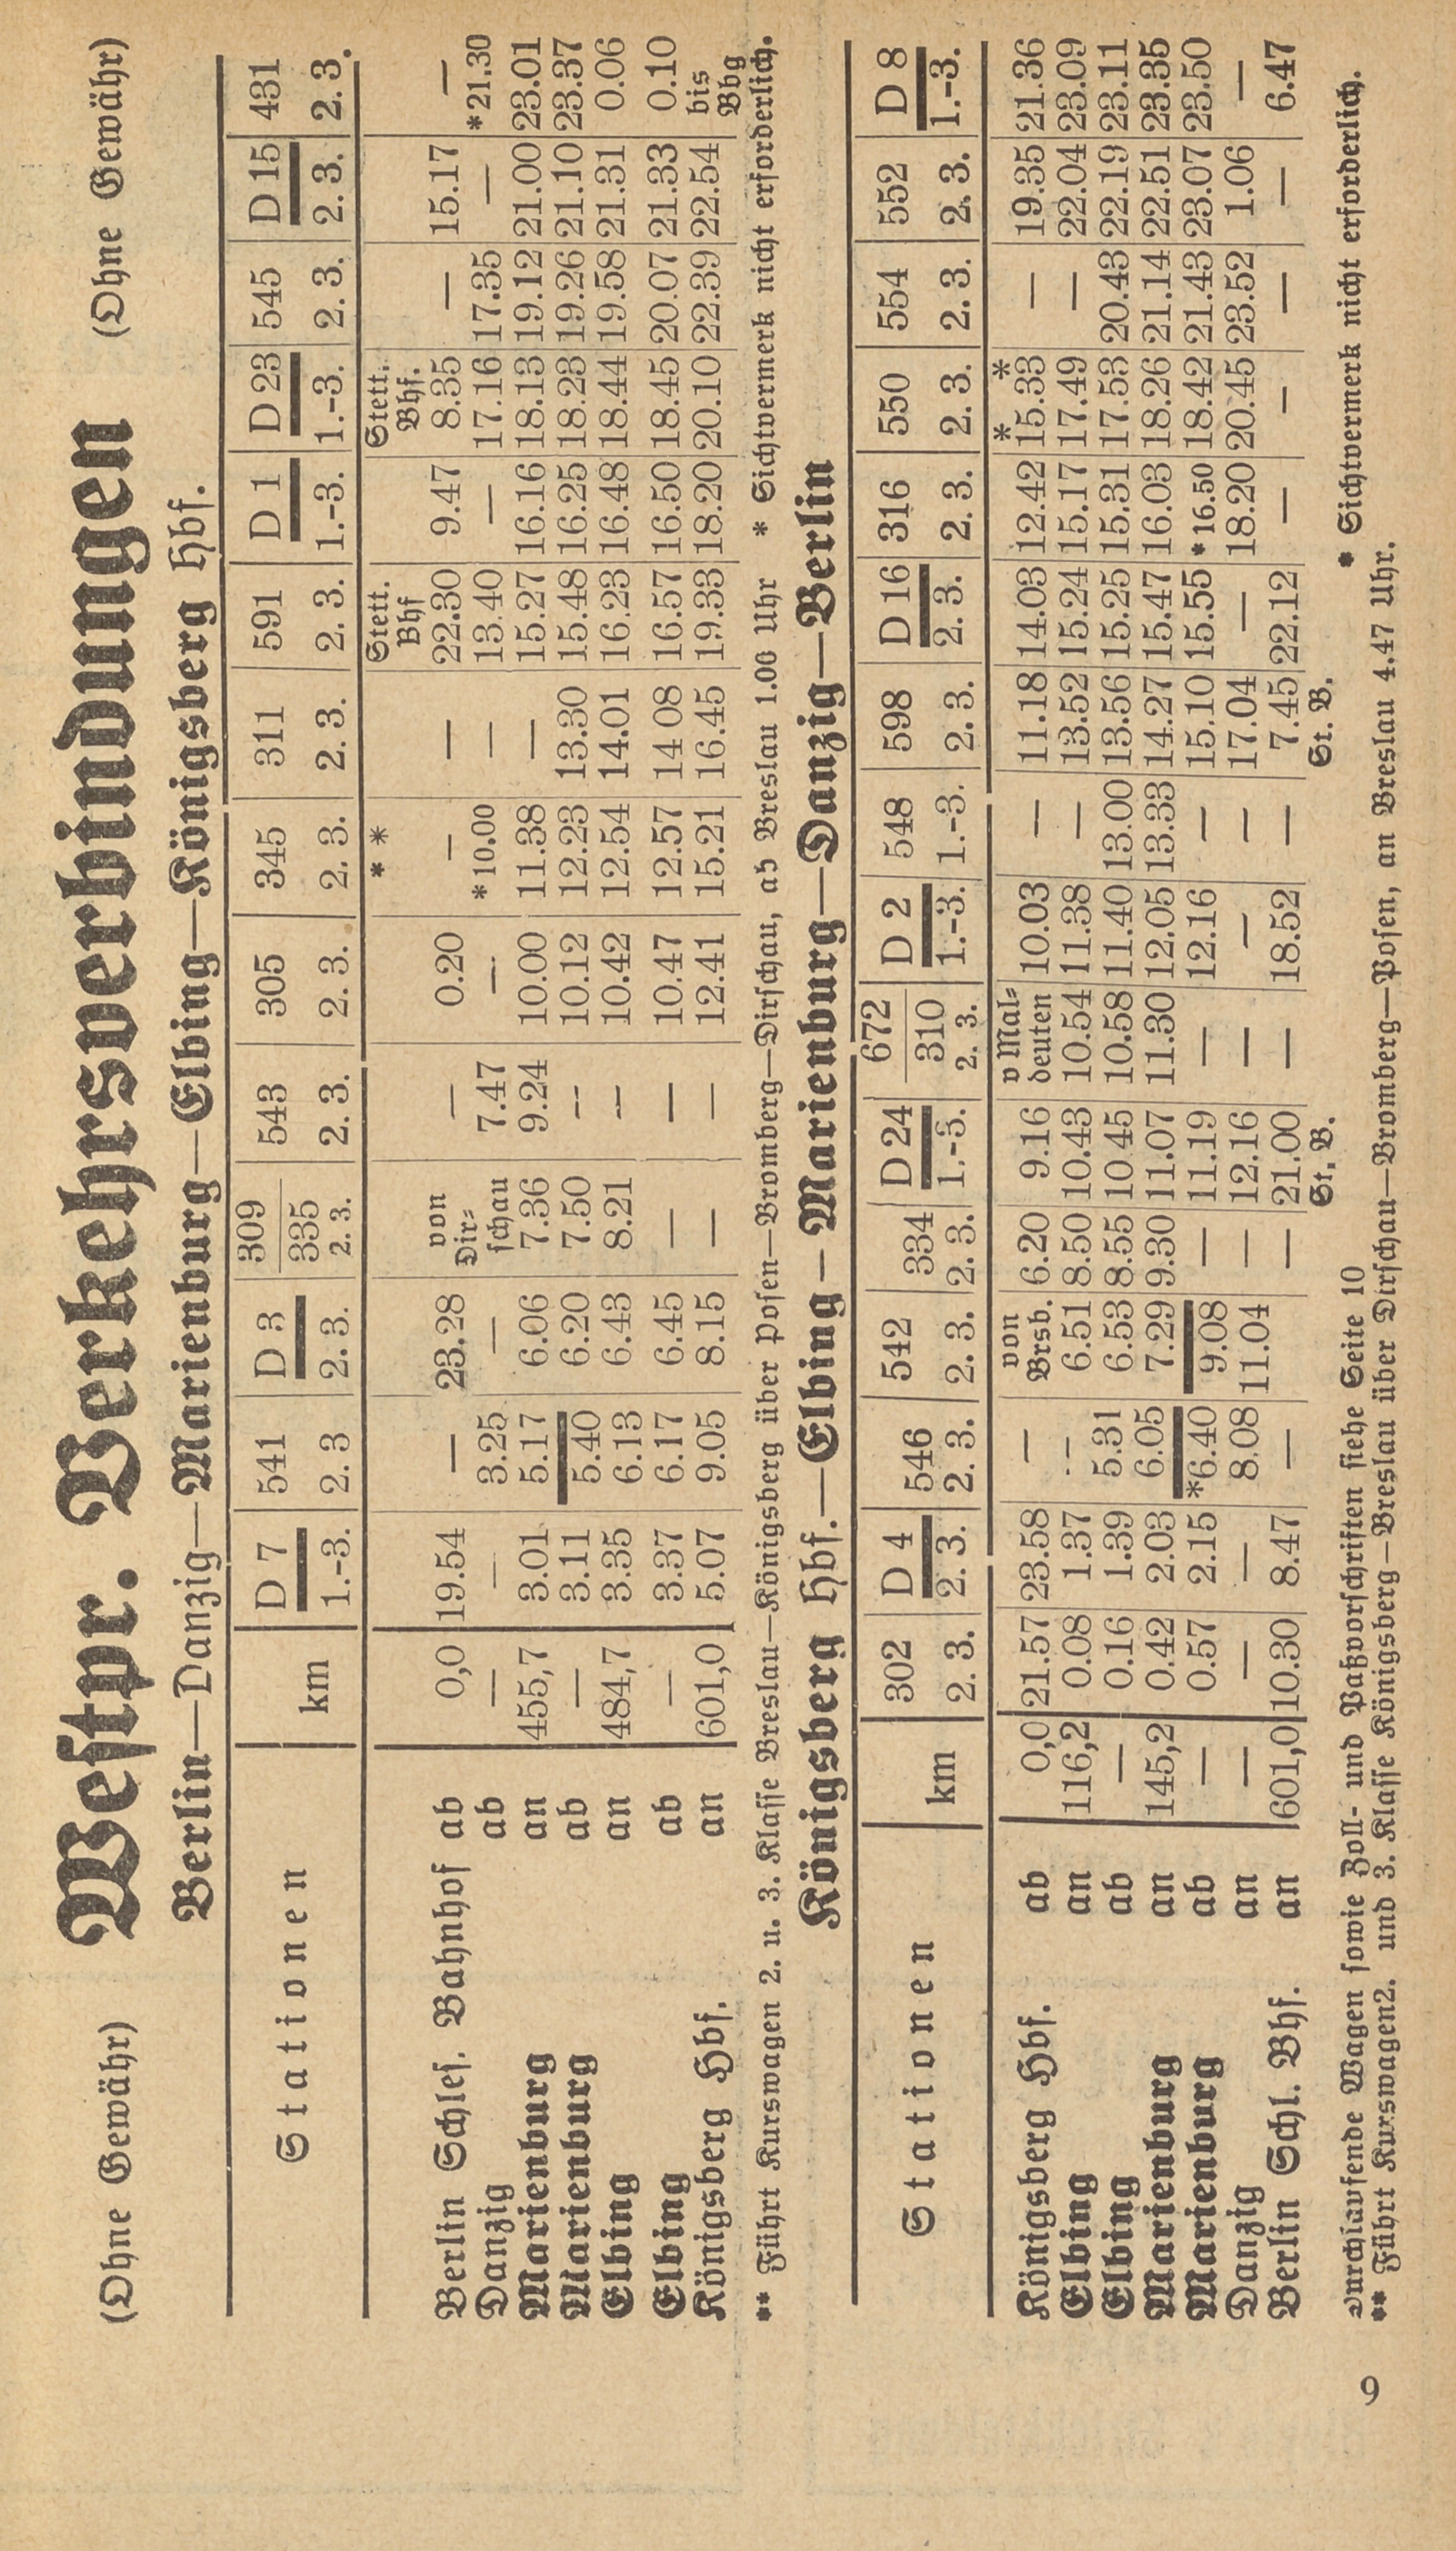 (Ohne Gewähr) Westpr. Verkehrsverbindungen (Ohne Gewähr)
Berlin—Danzig—Marienburg—Elbing—Königsberg Hbf.
Stationen km D 7 541 D 3 309 543 305 345 311 591 D 1 D 23 545 D 15 431
335
1.-3. 2. 3 2. 3. 2. 3. 2. 3. 2. 3. 2. 3. 2. 3. 2. 3. 1.-3. 1.-3. 2. 3. 2. 3. 2. 3.
* * Stett. Bhf Stett. Bhf.
Berlin Schles. Bahnhof ab 0,0 19.54 — 23.28 von — 0.20 — — 22.30 9.47 8.35 — 15.17 —
Danzig ab — — 3.25 — Dir- 7.47 — *10.00 — 13.40 — 17.16 17.35 — *21.30
schau
Marienburg an 455,7 3.01 5.17 6.06 7.36 9.24 10.00 11.38 — 15.27 16.16 18.13 19.12 21.00 23.01
Marienburg ab — 3.11 5.40 6.20 7.50 -- 10.12 12.23 13.30 15.48 16.25 18.23 19.26 21.10 23.37
Elbing an 484,7 3.35 6.13 6.43 8.21 -- 10.42 12.54 14.01 16.23 16.48 18.44 19.58 21.31 0.06
Elbing ab — 3.37 6.17 6.45 — — 10.47 12.57 14 08 16.57 16.50 18.45 20.07 21.33 0.10
Königsberg Hbf. an 601,0 5.07 9.05 8.15 — — 12.41 15.21 16.45 19.33 18.20 20.10 22.39 22.54 bis Bbg
** Führt Kurswagen 2. u. 3. Klasse Breslau—Königsberg über Posen—Bromberg—Dirschau, ab Breslau 1.00 Uhr * Sichtvermerk nicht erforderlich.
Königsberg Hbf.—Elbing—Marienburg—Danzig—Berlin
Stationen km 302 D 4 546 542 334 D 24 672 D 2 548 598 D 16 316 550 554 552 D 8
310
2. 3. 2. 3. 2. 3. 2. 3. 2. 3. 1.-3. 2. 3. 1.-3. 1.-3. 2. 3. 2. 3. 2. 3. 2. 3. 2. 3. 2. 3. 1.-3.
* *
Königsberg Hbf. ab 0,0 21.57 23.58 — von Brsb. 6.20 9.16 v Mal- deuten 10.03 — 11.18 14.03 12.42 15.33 — 19.35 21.36
Elbing an 116,2 0.08 1.37 -- 6.51 8.50 10.43 10.54 11.38 — 13.52 15.24 15.17 17.49 — 22.04 23.09
Elbing ab — 0.16 1.39 5.31 6.53 8.55 10 45 10.58 11.40 13.00 13.56 15.25 15.31 17.53 20.43 22.19 23.11
Marienburg an 145,2 0.42 2.03 6.05 7.29 9.30 11.07 11.30 12.05 13.33 14.27 15.47 16.03 18.26 21.14 22.51 23.35
Marienburg ab — 0.57 2.15 *6.40 9.08 — 11.19 — 12.16 — 15.10 15.55 *16.50 18.42 21.43 23.07 23.50
Danzig an — — — 8.08 11.04 — 12.16 — — — 17.04 — 18.20 20.45 23.52 1.06 —
Berlin Schl. Bhf. an 601,0 10.30 8.47 — — 21.00 — 18.52 — 7.45 22.12 — — — — 6.47
St. B. St. B.
Durchlaufende Wagen sowie Zoll- und Paßvorschriften siehe Seite 10 * Sichtvermerk nicht erforderlich.
** Führt Kurswagen2. und 3. Klasse Königsberg—Breslau über Dirschau—Bromberg—Posen, an Breslau 4.47 Uhr.
9